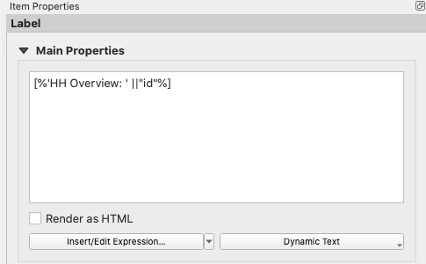 Item Properties
Label
Main Properties
[%'HH Overview: ' ||"id"%]
Render as HTML
Insert/Edit Expression...
Dynamic Text